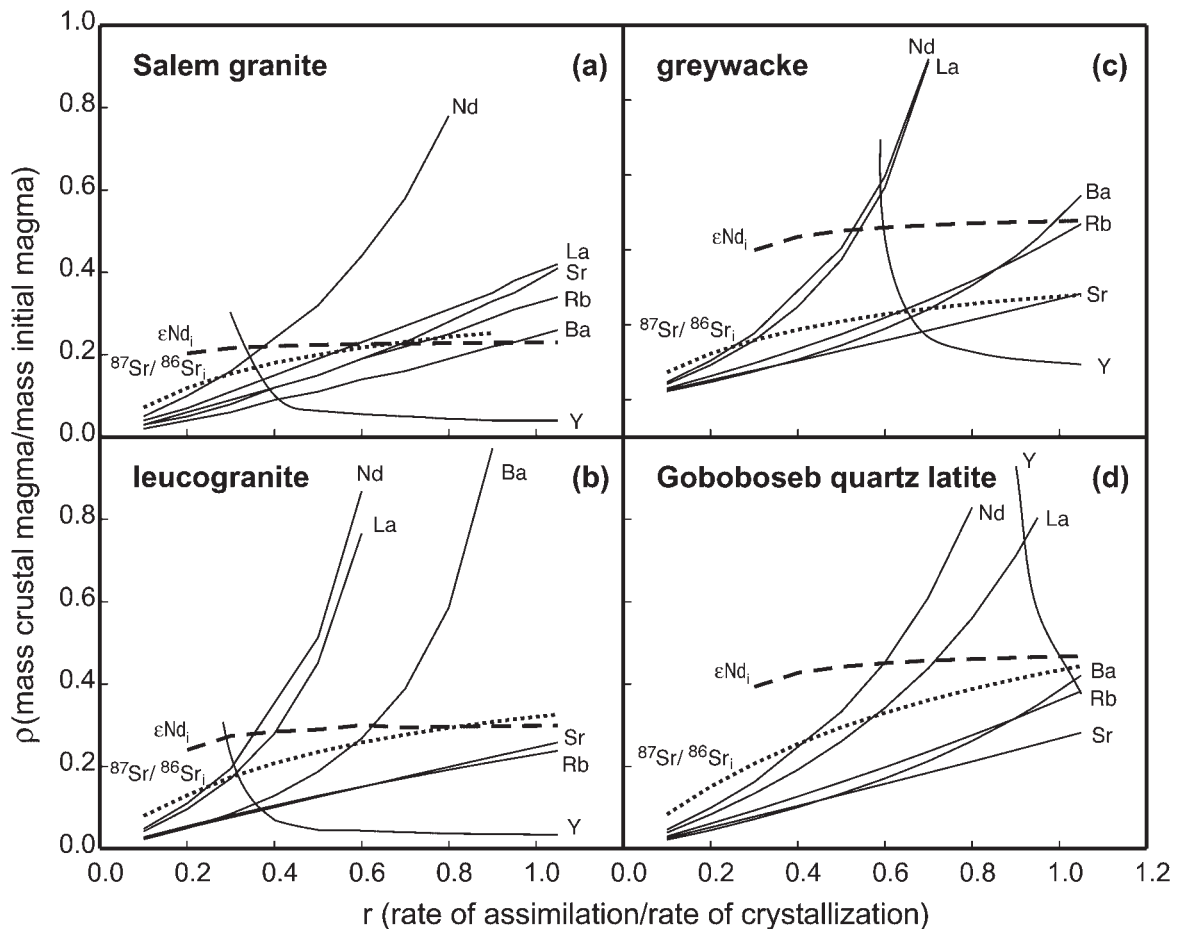 ρ(mass crustal magma/mass initial magma)
1.0
0.8
0.6
0.4
0.2
0.0
Salem granite
(a)
Nd
La
Sr
Rb
Ba
εNdi
87Sr/ 86Sri
Y
greywacke
(c)
Nd
La
Ba
Rb
εNdi
Sr
87Sr/ 86Sri
Y
0.8
0.6
0.4
0.2
0.0
leucogranite
(b)
Nd
La
Ba
εNdi
87Sr/ 86Sri
Sr
Rb
Y
Goboboseb quartz latite
(d)
Y
Nd
La
εNdi
Ba
Rb
Sr
87Sr/ 86Sri
0.0 0.2 0.4 0.6 0.8 1.0 0.0 0.2 0.4 0.6 0.8 1.0 1.2
r (rate of assimilation/rate of crystallization)